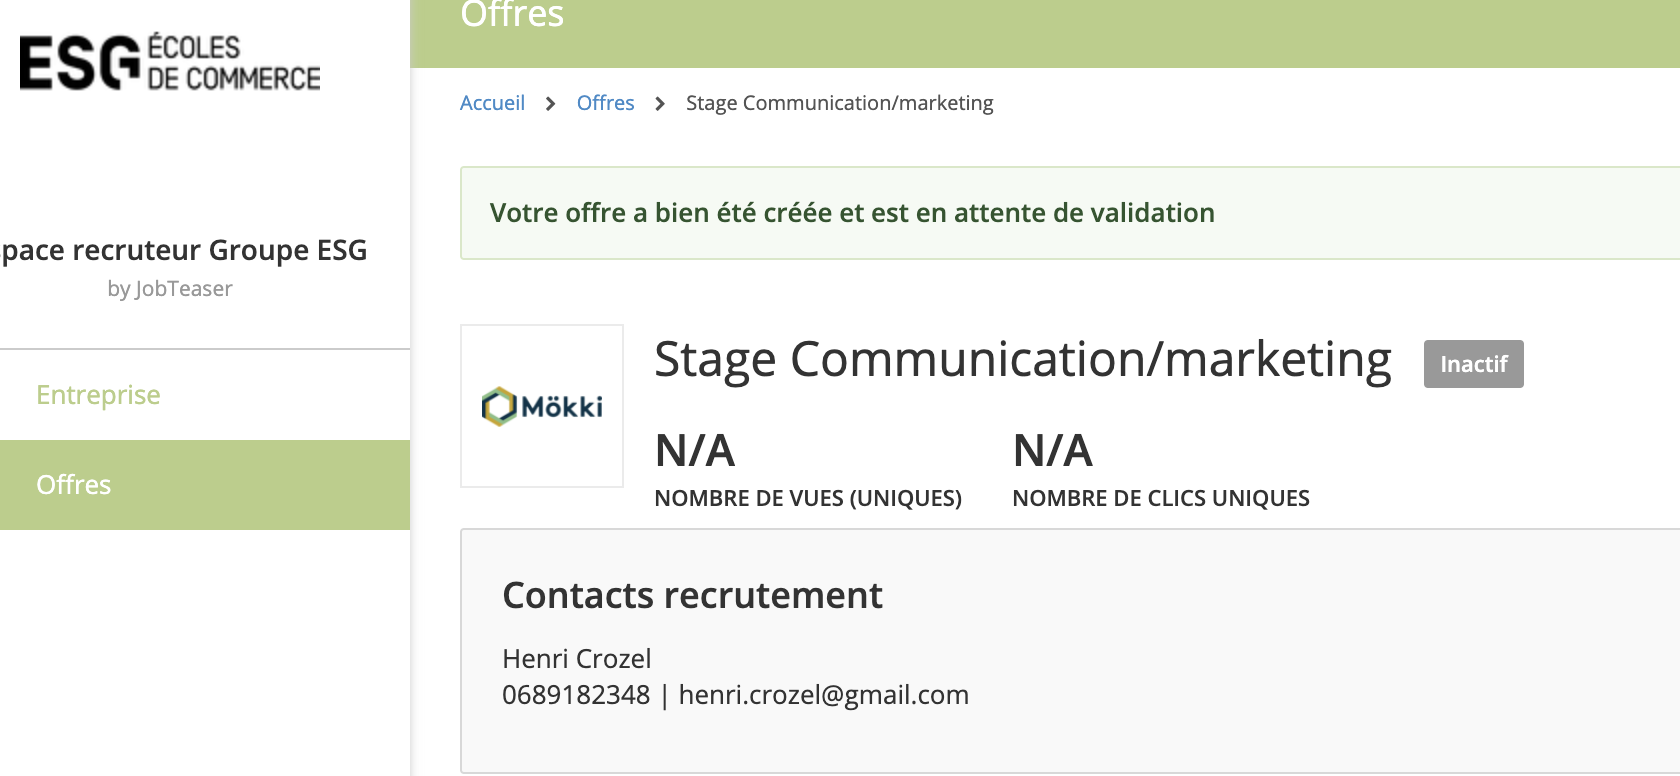 ESG ÉCOLES
DE COMMERCE
pace recruteur Groupe ESG
by JobTeaser
Entreprise
Offres
Offres
Accueil > Offres > Stage Communication/marketing
Votre offre a bien été créée et est en attente de validation
Mökki
Stage Communication/marketing Inactif
N/A N/A
NOMBRE DE VUES (UNIQUES) NOMBRE DE CLICS UNIQUES
Contacts recrutement
Henri Crozel
0689182348 | henri.crozel@gmail.com